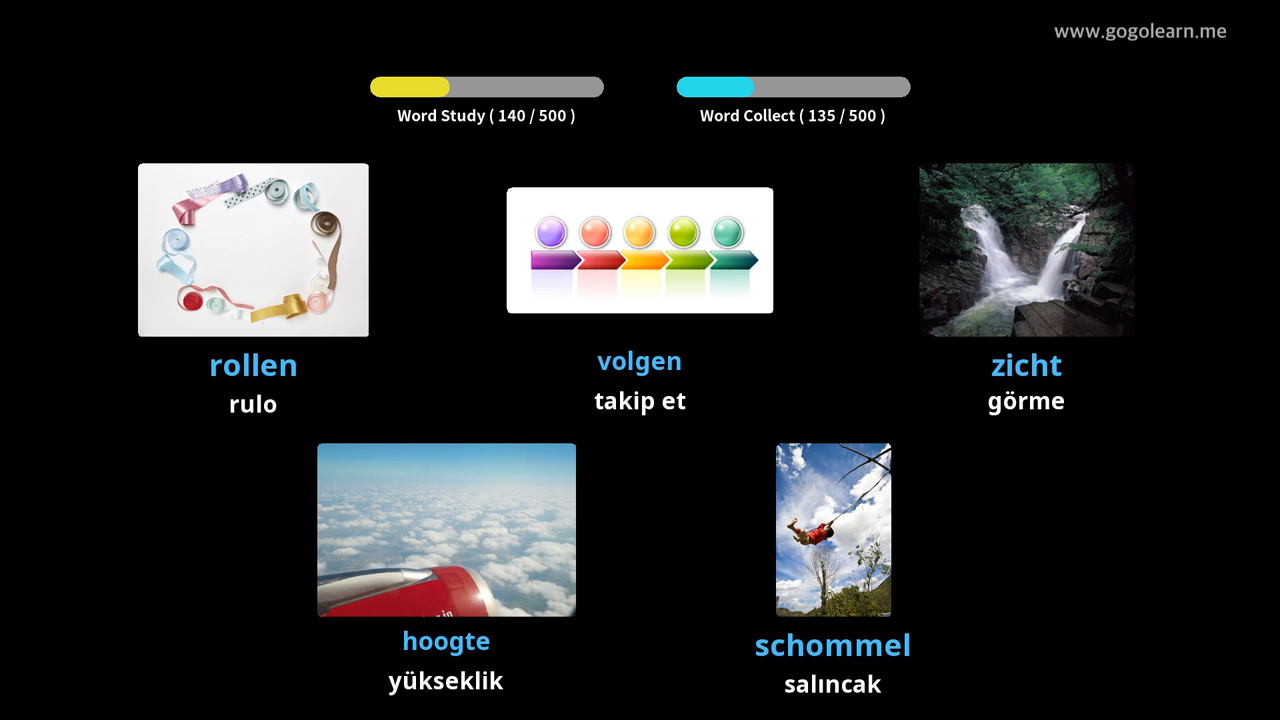 www.gogolearn.me
Word Study ( 140 / 500 )
Word Collect ( 135 / 500 )
rollen
rulo
volgen
takip et
zicht
görme
hoogte
yükseklik
schommel
salıncak